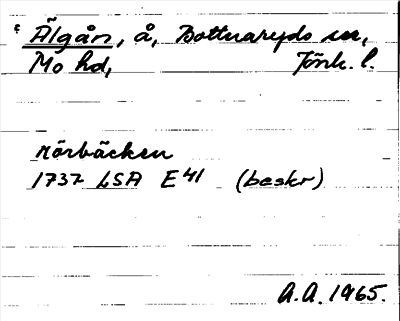 Älgån, å, Bottnaryds sn,
Mo hd, Jönk. l.
Mörbäcken
1737 LSA E41 (beskr)
A.A. 1965.